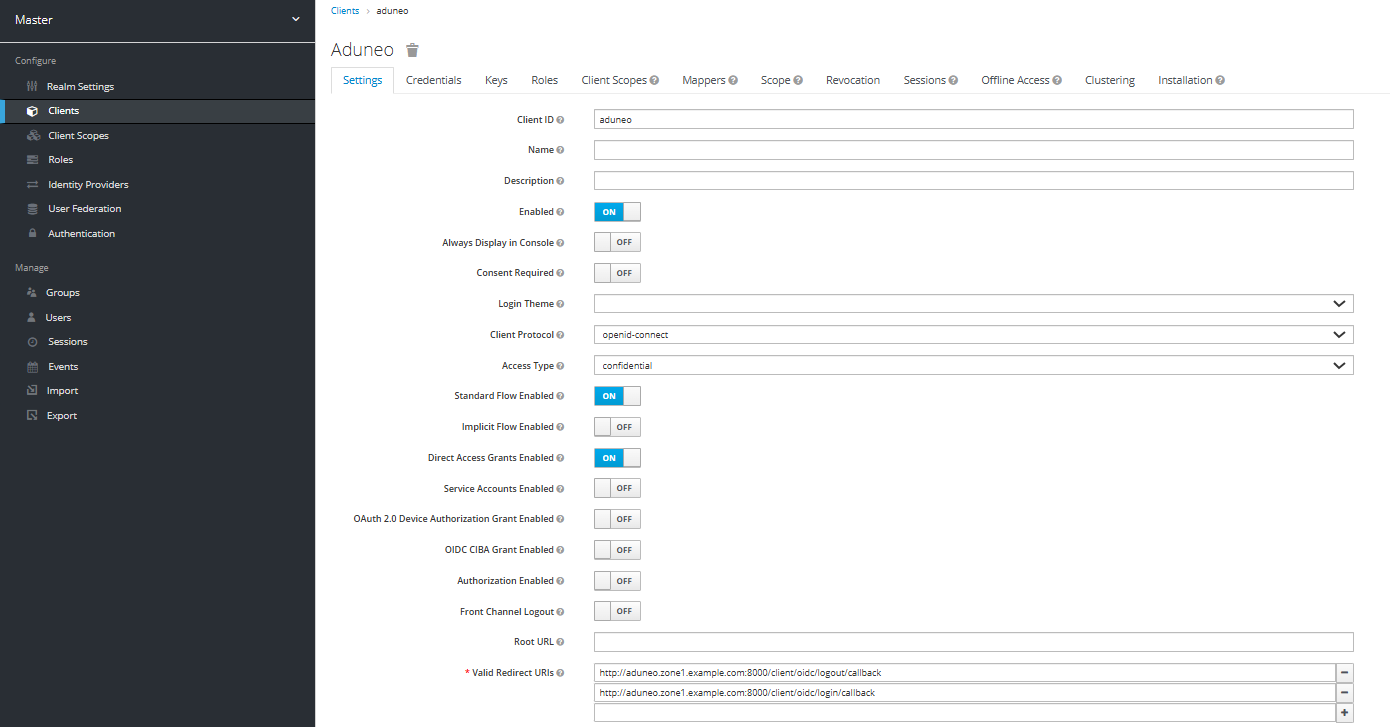 Master
Configure
Realm Settings
Clients
Client Scopes
Roles
Identity Providers
User Federation
Authentication
Manage
Groups
Users
Sessions
Events
Import
Export
Clients › aduneo
Aduneo
Settings Credentials Keys Roles Client Scopes Mappers Scope Revocation Sessions Offline Access Clustering Installation
Client ID aduneo
Name
Description
Enabled ON
Always Display in Console OFF
Consent Required OFF
Login Theme
Client Protocol openid-connect
Access Type confidential
Standard Flow Enabled ON
Implicit Flow Enabled OFF
Direct Access Grants Enabled ON
Service Accounts Enabled OFF
OAuth 2.0 Device Authorization Grant Enabled OFF
OIDC CIBA Grant Enabled OFF
Authorization Enabled OFF
Front Channel Logout OFF
Root URL
* Valid Redirect URIs http://aduneo.zone1.example.com:8000/client/oidc/logout/callback
http://aduneo.zone1.example.com:8000/client/oidc/login/callback